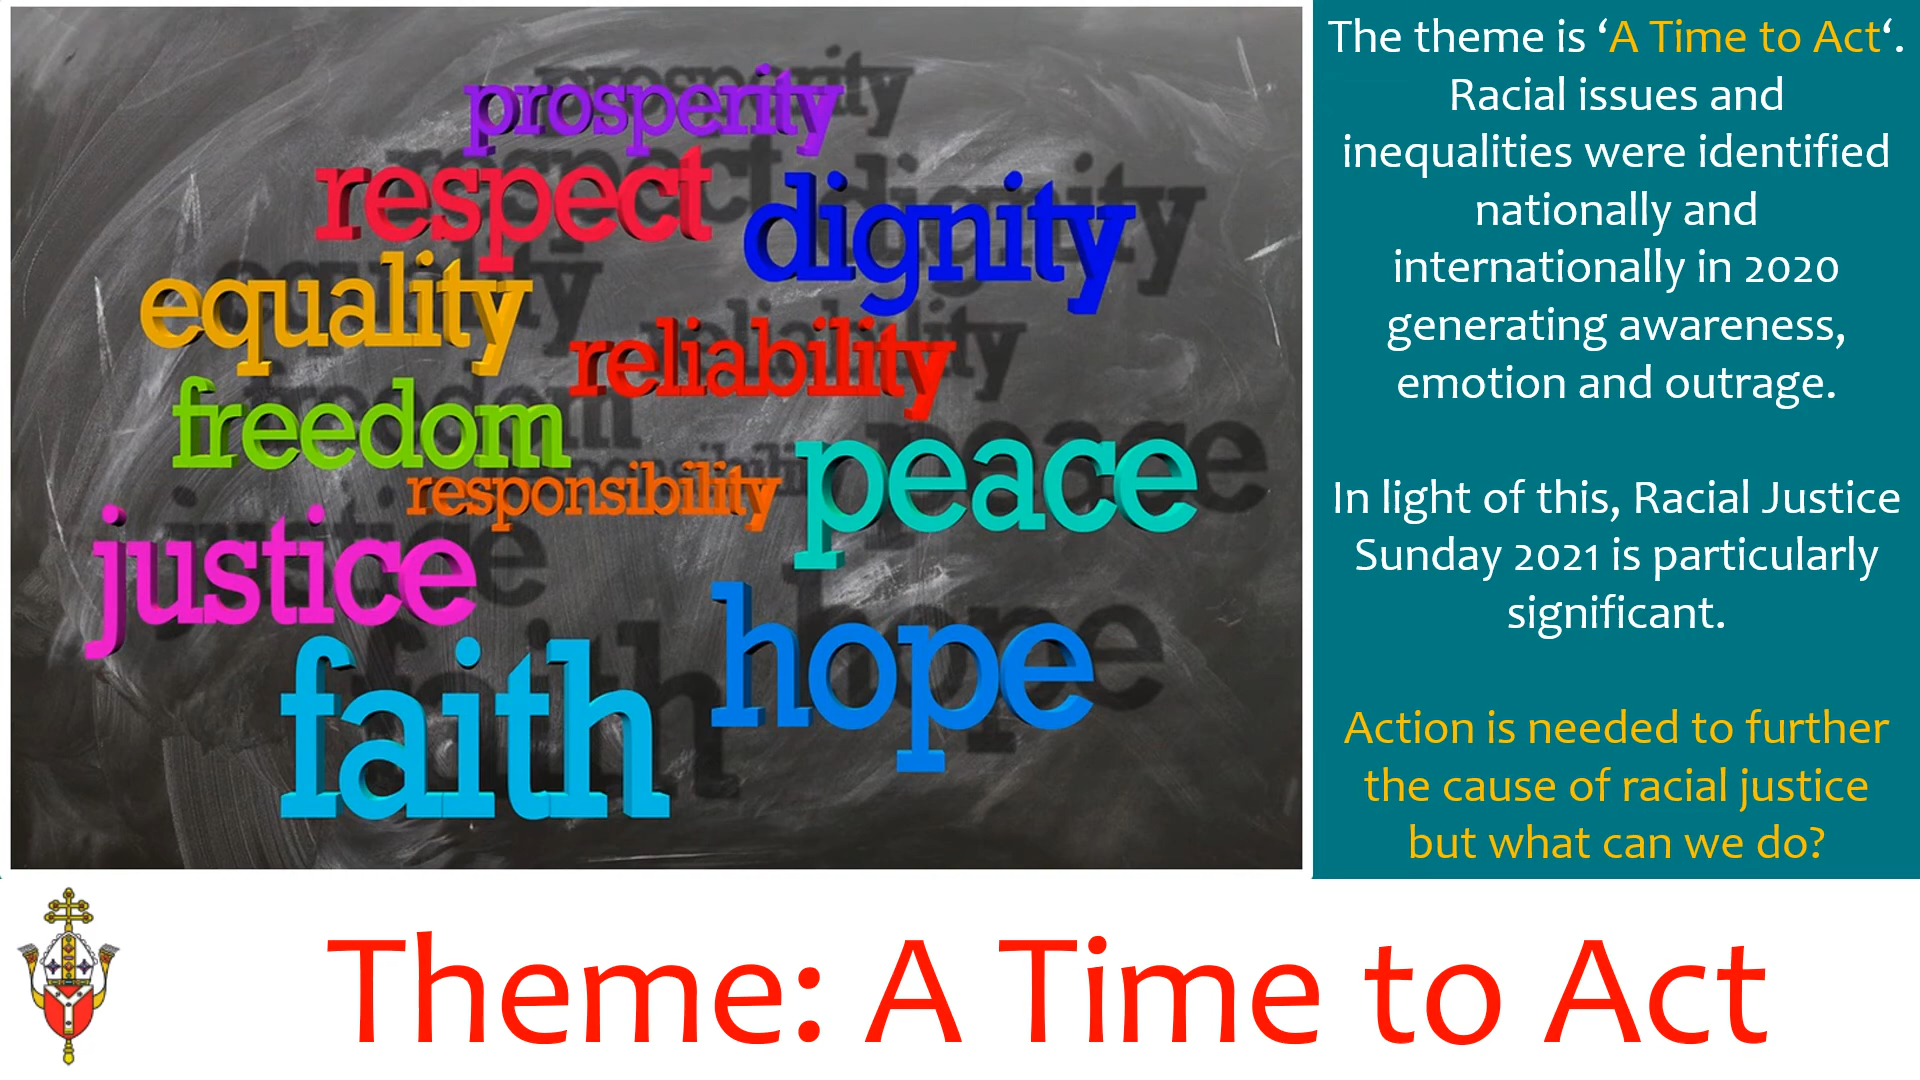 prosperity
respect
dignity
equality
reliability
freedom
responsibility
peace
justice
hope
faith
The theme is ‘A Time to Act‘.
Racial issues and
inequalities were identified
nationally and
internationally in 2020
generating awareness,
emotion and outrage.
In light of this, Racial Justice
Sunday 2021 is particularly
significant.
Action is needed to further
the cause of racial justice
but what can we do?
Theme: A Time to Act